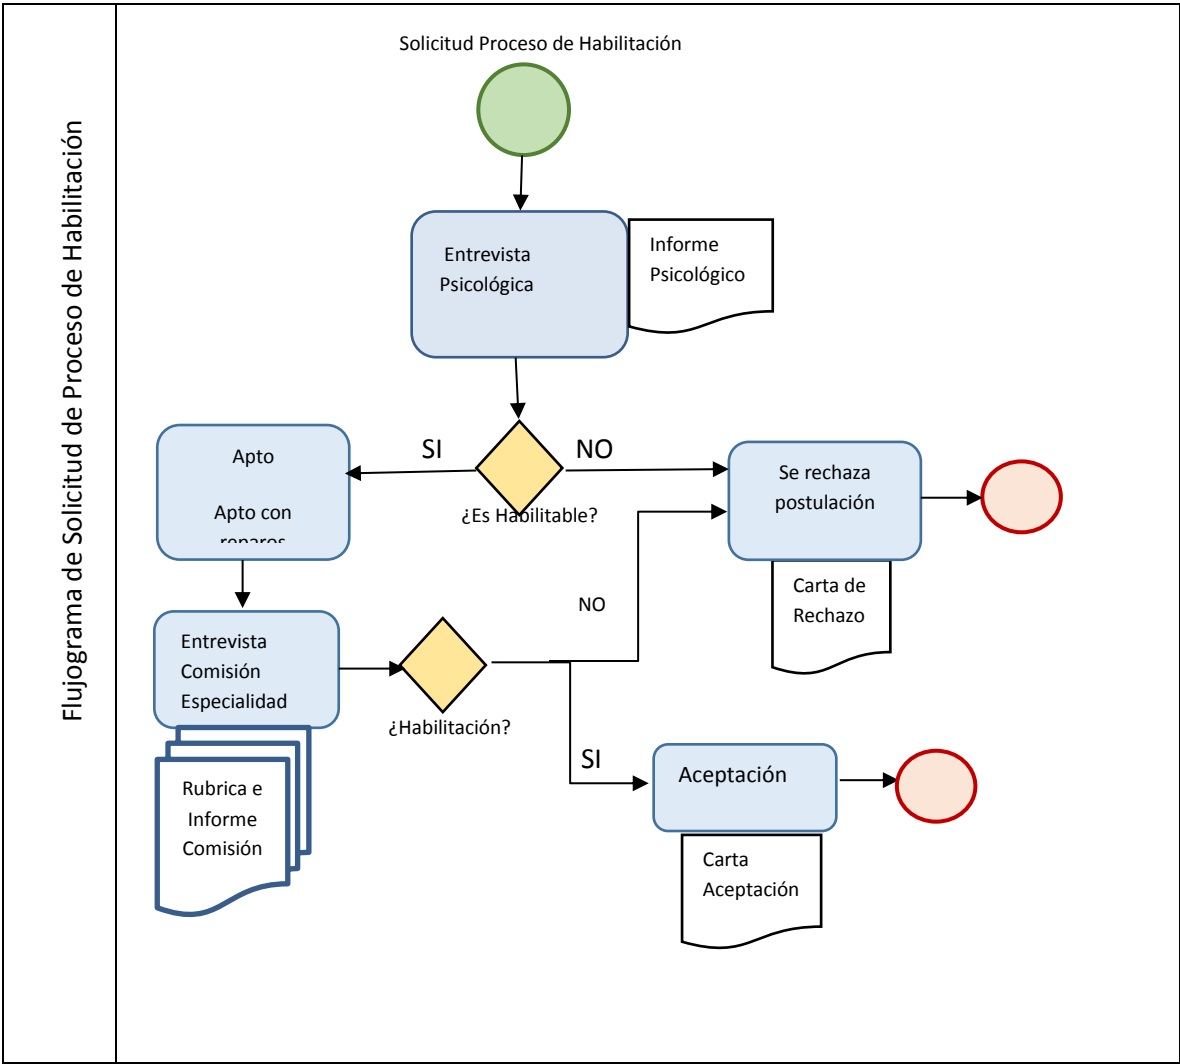 Flujograma de Solicitud de Proceso de Habilitación
Solicitud Proceso de Habilitación
Entrevista
Psicológica
Informe
Psicológico
SI
NO
¿Es Habilitable?
Apto
Apto con
reparos
Se rechaza
postulación
Carta de
Rechazo
NO
Entrevista
Comisión
Especialidad
¿Habilitación?
SI
Rubrica e
Informe
Comisión
Aceptación
Carta
Aceptación